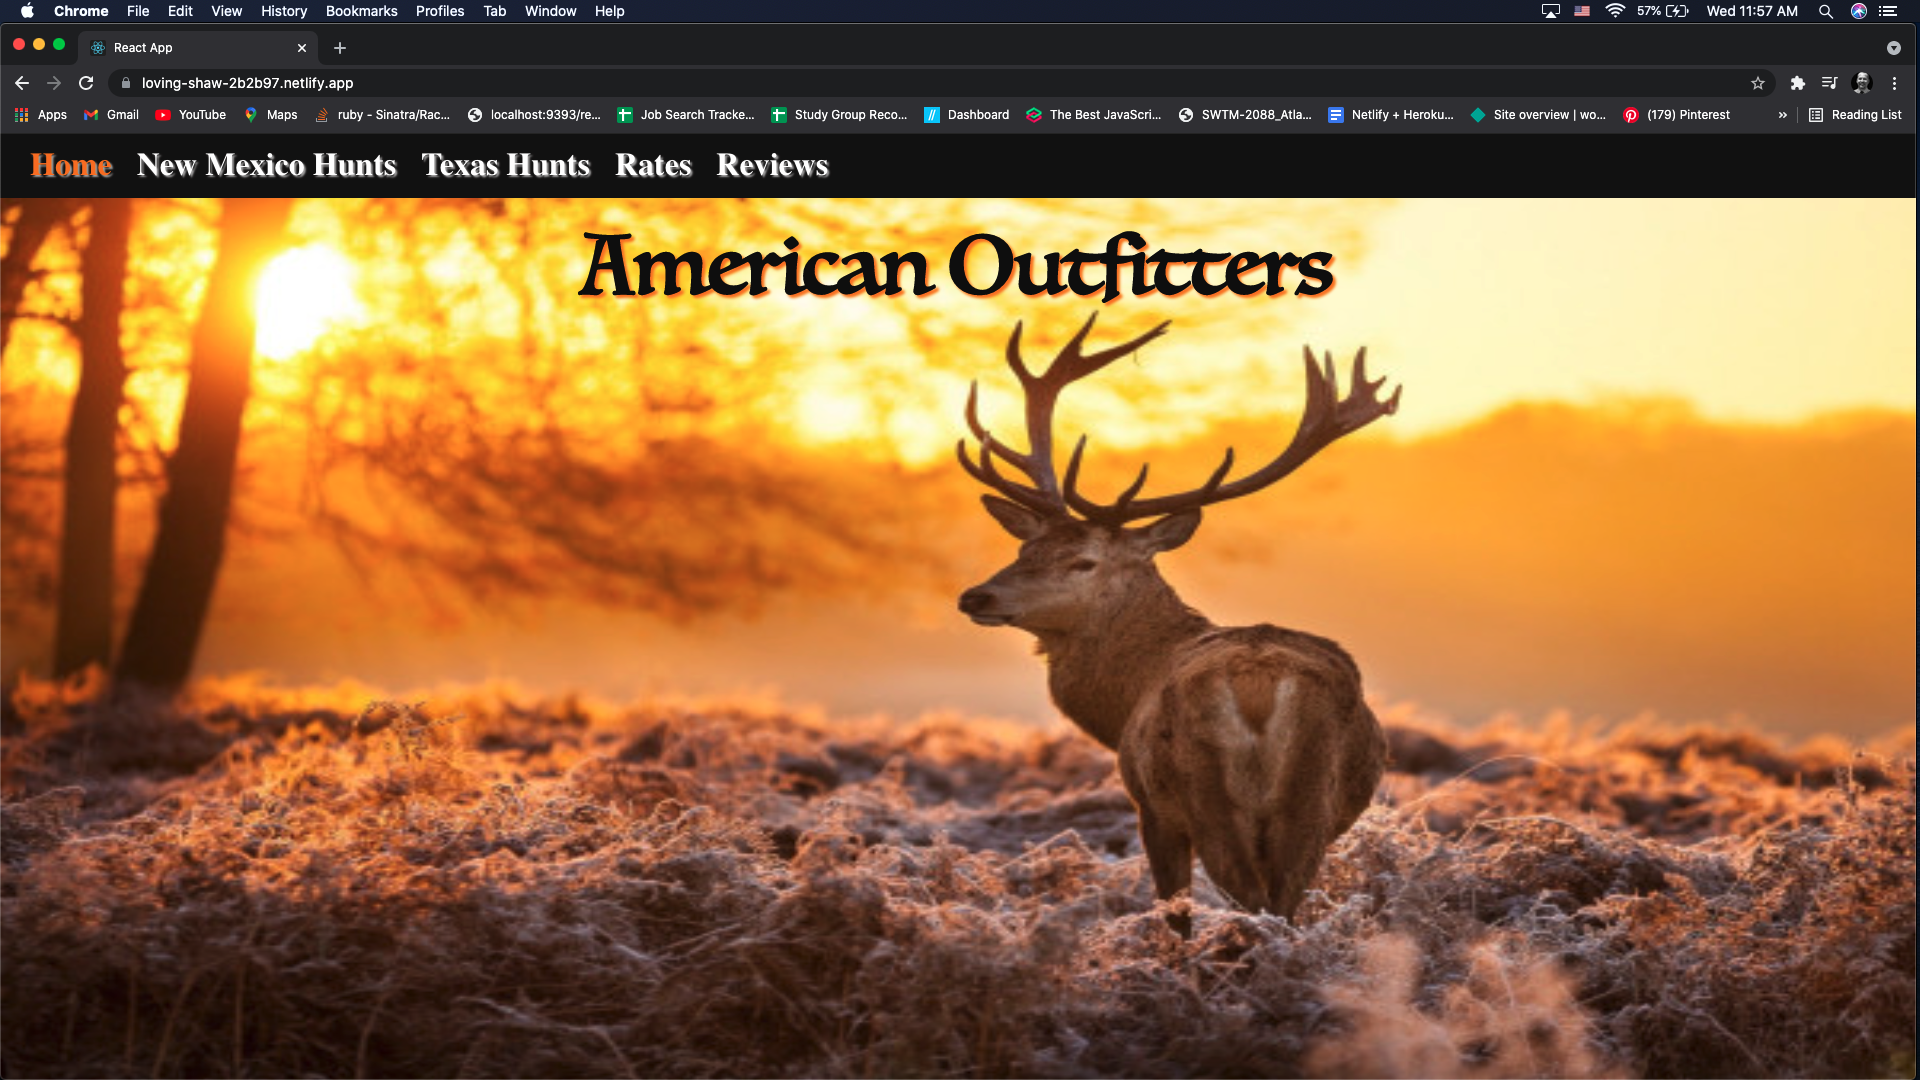 Chrome File Edit View History Bookmarks Profiles Tab Window Help 57% Wed 11:57 AM
React App
loving-shaw-2b2b97.netlify.app
Apps Gmail YouTube Maps ruby - Sinatra/Rac... localhost:9393/re... Job Search Tracke... Study Group Reco... Dashboard The Best JavaScri... SWTM-2088_Atla... Netlify + Heroku... Site overview | wo... (179) Pinterest » Reading List
Home New Mexico Hunts Texas Hunts Rates Reviews
American Outfitters